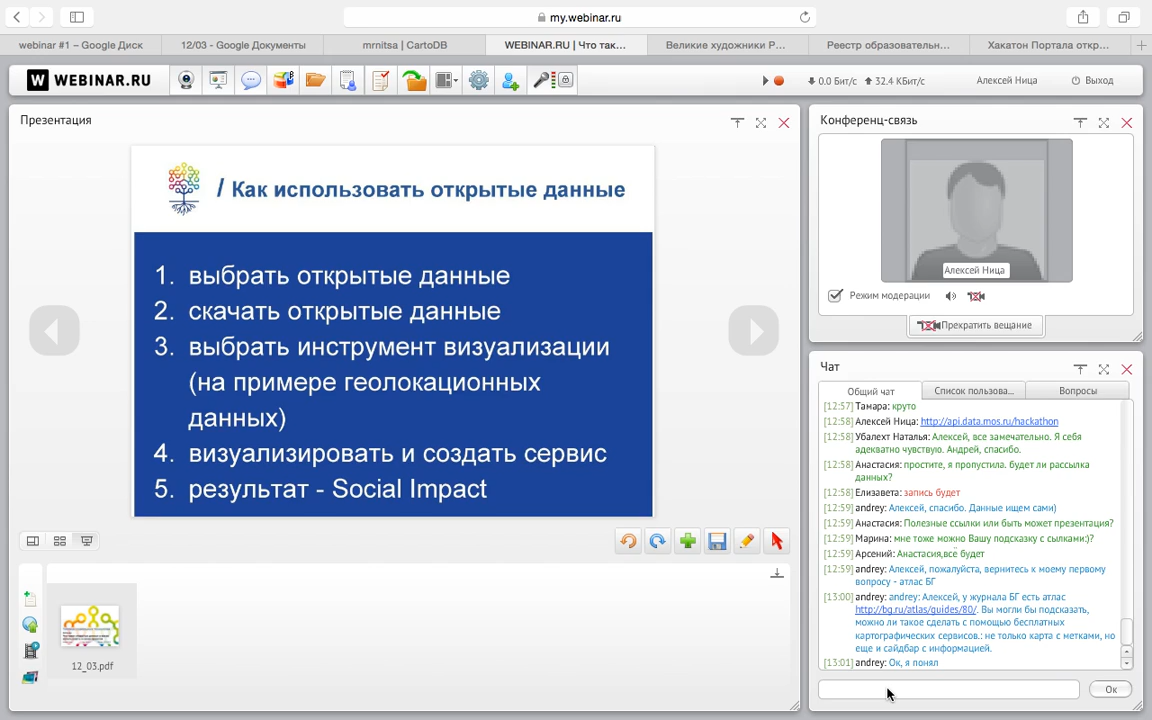 my.webinar.ru
webinar #1 – Google Диск
12/03 - Google Документы
mrnitsa | CartoDB
WEBINAR.RU | Что так...
Великие художники Р...
Реестр образовательн...
Хакатон Портала откр...
W WEBINAR.RU
0.0 Бит/с 32.4 КБит/с
Алексей Ница
Выход
Презентация
/ Как использовать открытые данные
1. выбрать открытые данные
2. скачать открытые данные
3. выбрать инструмент визуализации
(на примере геолокационных
данных)
4. визуализировать и создать сервис
5. результат - Social Impact
12_03.pdf
Конференц-связь
Алексей Ница
Режим модерации
Прекратить вещание
Чат
Общий чат
Список пользова...
Вопросы
[12:57] Тамара: круто
[12:58] Алексей Ница: http://api.data.mos.ru/hackathon
[12:58] Убалехт Наталья: Алексей, все замечательно. Я себя
адекватно чувствую. Андрей, спасибо.
[12:58] Анастасия: простите, я пропустила. будет ли рассылка
данных?
[12:58] Елизавета: запись будет
[12:59] andrey: Алексей, спасибо. Данные ищем сами)
[12:59] Анастасия: Полезные ссылки или быть может презентация?
[12:59] Марина: мне тоже можно Вашу подсказку с сылками:)?
[12:59] Арсений: Анастасия,всё будет
[12:59] andrey: Алексей, пожалуйста, вернитесь к моему первому
вопросу - атлас БГ
[13:00] andrey: andrey: Алексей, у журнала БГ есть атлас
http://bg.ru/atlas/guides/80/. Вы могли бы подсказать,
можно ли такое сделать с помощью бесплатных
картографических сервисов.: не только карта с метками, но
еще и сайдбар с информацией.
[13:01] andrey: Ок, я понял
Ок